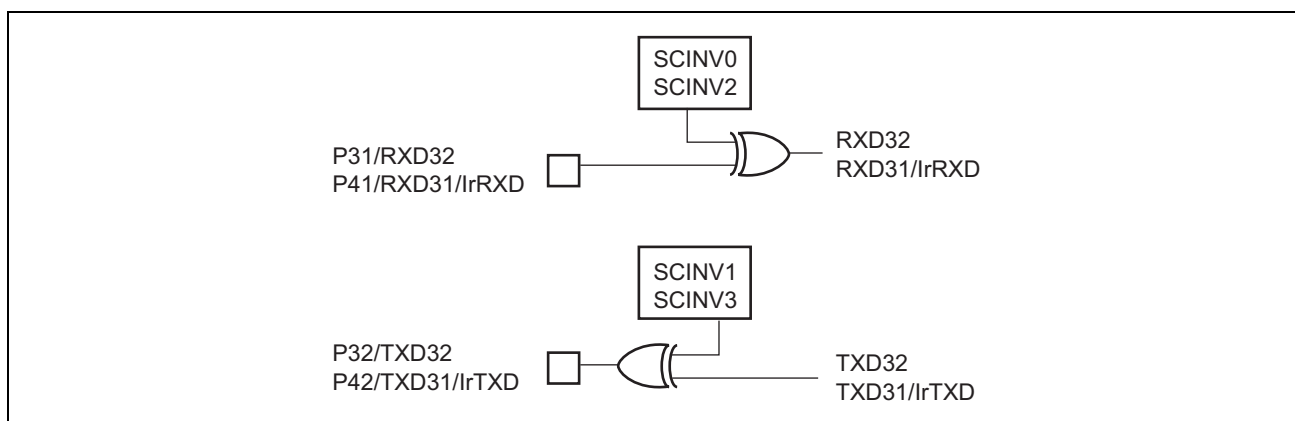 SCINV0
SCINV2
P31/RXD32
P41/RXD31/IrRXD
RXD32
RXD31/IrRXD
SCINV1
SCINV3
P32/TXD32
P42/TXD31/IrTXD
TXD32
TXD31/IrTXD